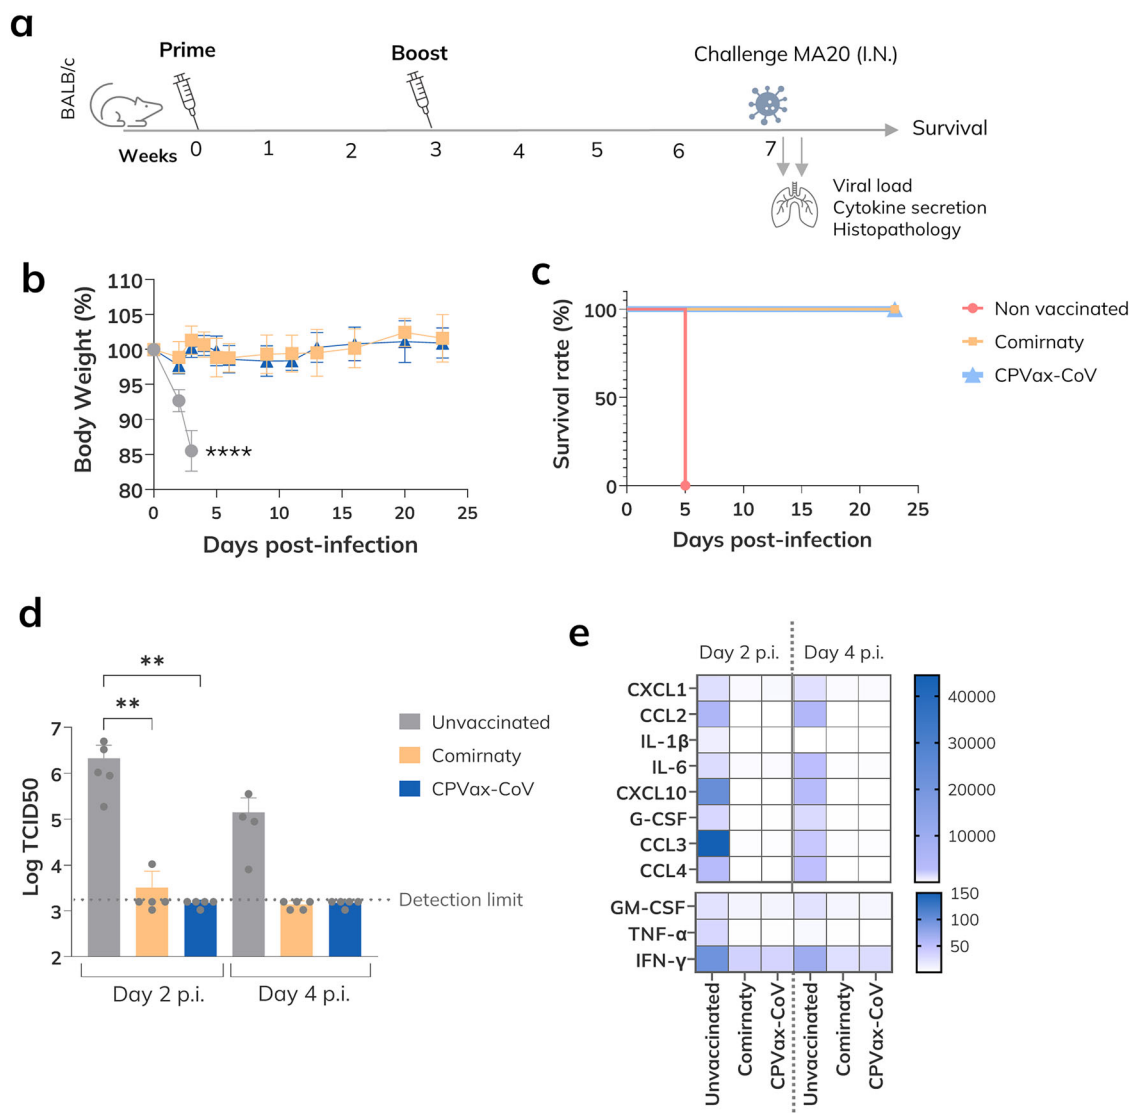 a
BALB/c
Prime
Boost
Challenge MA20 (I.N.)
Survival
Weeks 0 1 2 3 4 5 6 7
Viral load
Cytokine secretion
Histopathology
b
Body Weight (%)
110
105
100
95
90
85
80
****
0 5 10 15 20 25
Days post-infection
c
Survival rate (%)
100
50
0
0 5 10 15 20 25
Days post-infection
Non vaccinated
Comirnaty
CPVax-CoV
d
Log TCID50
**
**
7
6
5
4
3
2
Unvaccinated
Comirnaty
CPVax-CoV
Detection limit
Day 2 p.i. Day 4 p.i.
e
Day 2 p.i. Day 4 p.i.
CXCL1
CCL2
IL-1β
IL-6
CXCL10
G-CSF
CCL3
CCL4
40000
30000
20000
10000
GM-CSF
TNF-α
IFN-γ
150
100
50
Unvaccinated
Comirnaty
CPVax-CoV
Unvaccinated
Comirnaty
CPVax-CoV